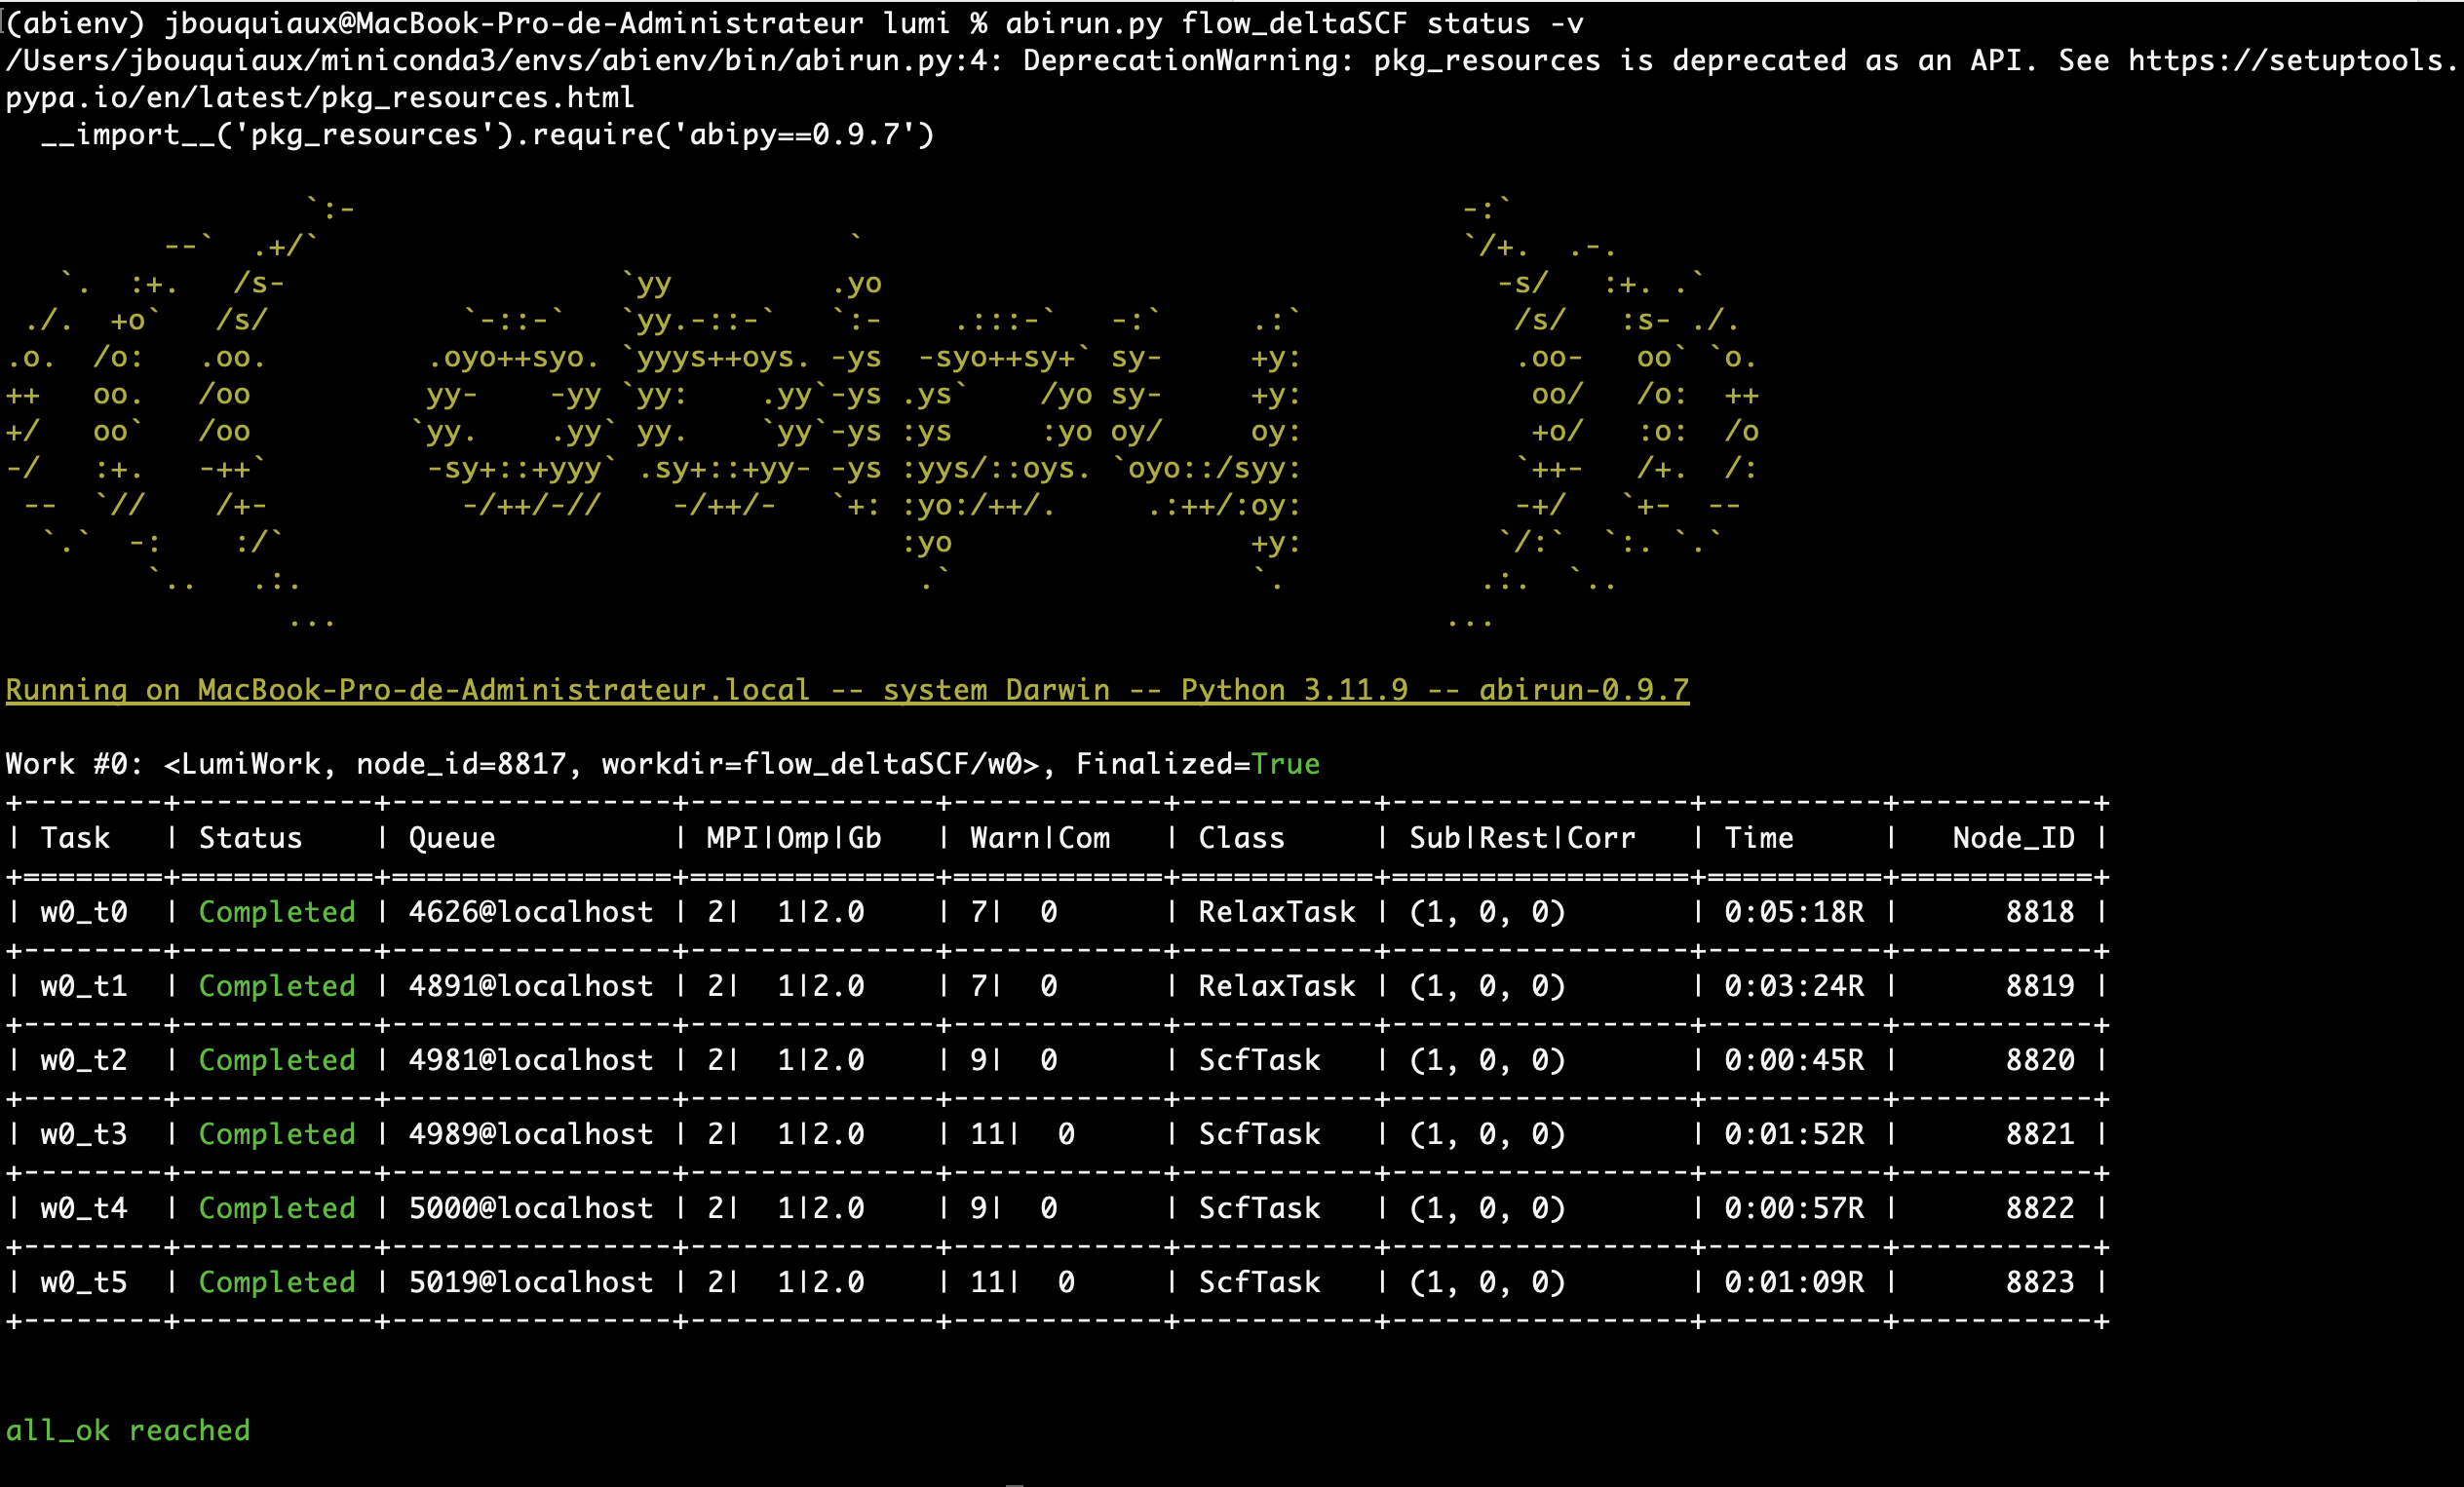 (abienv) jbouquiaux@MacBook-Pro-de-Administrateur lumi % abirun.py flow_deltaSCF status -v
/Users/jbouquiaux/miniconda3/envs/abienv/bin/abirun.py:4: DeprecationWarning: pkg_resources is deprecated as an API. See https://setuptools.
pypa.io/en/latest/pkg_resources.html
  __import__('pkg_resources').require('abipy==0.9.7')
Running on MacBook-Pro-de-Administrateur.local -- system Darwin -- Python 3.11.9 -- abirun-0.9.7
Work #0: <LumiWork, node_id=8817, workdir=flow_deltaSCF/w0>, Finalized=True
+--------+-----------+----------------+--------------+------------+-----------+-----------------+----------+-----------+
| Task   | Status    | Queue          | MPI|Omp|Gb   | Warn|Com   | Class     | Sub|Rest|Corr   | Time     |   Node_ID |
+========+===========+================+==============+============+===========+=================+==========+===========+
| w0_t0  | Completed | 4626@localhost | 2|  1|2.0    | 7|  0      | RelaxTask | (1, 0, 0)       | 0:05:18R |      8818 |
+--------+-----------+----------------+--------------+------------+-----------+-----------------+----------+-----------+
| w0_t1  | Completed | 4891@localhost | 2|  1|2.0    | 7|  0      | RelaxTask | (1, 0, 0)       | 0:03:24R |      8819 |
+--------+-----------+----------------+--------------+------------+-----------+-----------------+----------+-----------+
| w0_t2  | Completed | 4981@localhost | 2|  1|2.0    | 9|  0      | ScfTask   | (1, 0, 0)       | 0:00:45R |      8820 |
+--------+-----------+----------------+--------------+------------+-----------+-----------------+----------+-----------+
| w0_t3  | Completed | 4989@localhost | 2|  1|2.0    | 11|  0     | ScfTask   | (1, 0, 0)       | 0:01:52R |      8821 |
+--------+-----------+----------------+--------------+------------+-----------+-----------------+----------+-----------+
| w0_t4  | Completed | 5000@localhost | 2|  1|2.0    | 9|  0      | ScfTask   | (1, 0, 0)       | 0:00:57R |      8822 |
+--------+-----------+----------------+--------------+------------+-----------+-----------------+----------+-----------+
| w0_t5  | Completed | 5019@localhost | 2|  1|2.0    | 11|  0     | ScfTask   | (1, 0, 0)       | 0:01:09R |      8823 |
+--------+-----------+----------------+--------------+------------+-----------+-----------------+----------+-----------+
all_ok reached